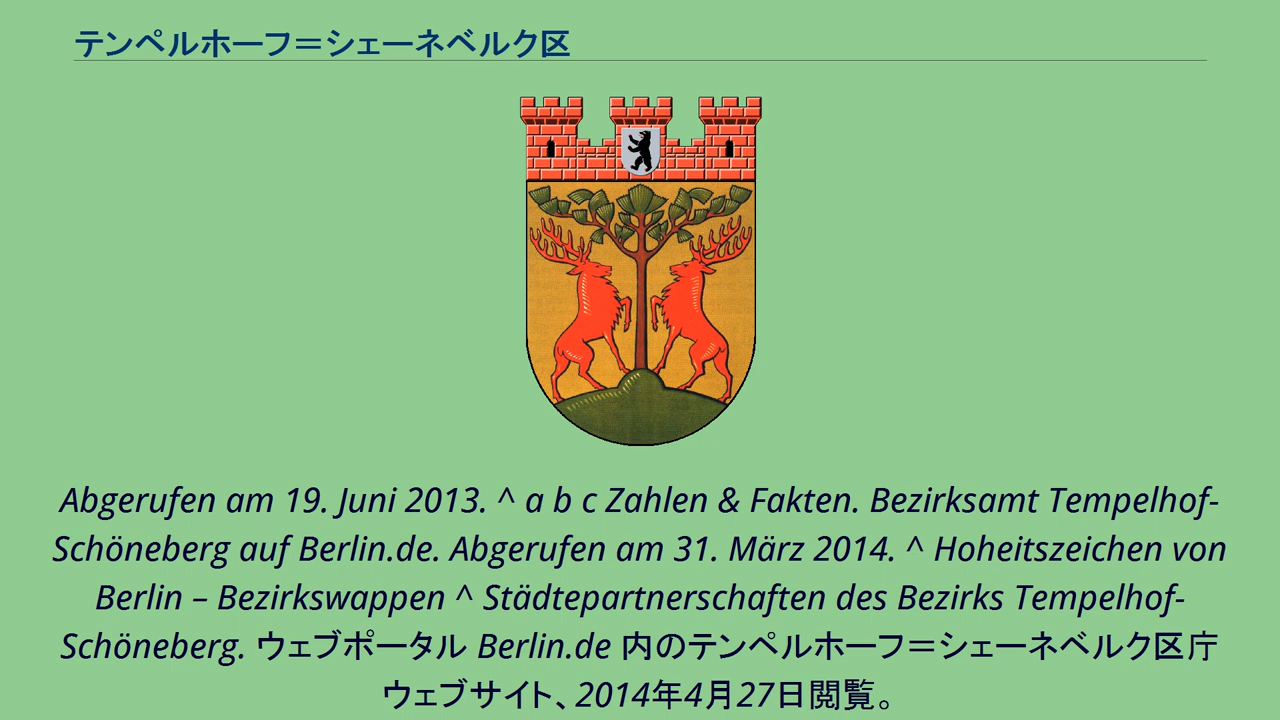 テンペルホーフ＝シェーネベルク区
Abgerufen am 19. Juni 2013. ^ a b c Zahlen & Fakten. Bezirksamt Tempelhof-
Schöneberg auf Berlin.de. Abgerufen am 31. März 2014. ^ Hoheitszeichen von
Berlin – Bezirkswappen ^ Städtepartnerschaften des Bezirks Tempelhof-
Schöneberg. ウェブポータル Berlin.de 内のテンペルホーフ＝シェーネベルク区庁
ウェブサイト、2014年4月27日閲覧。